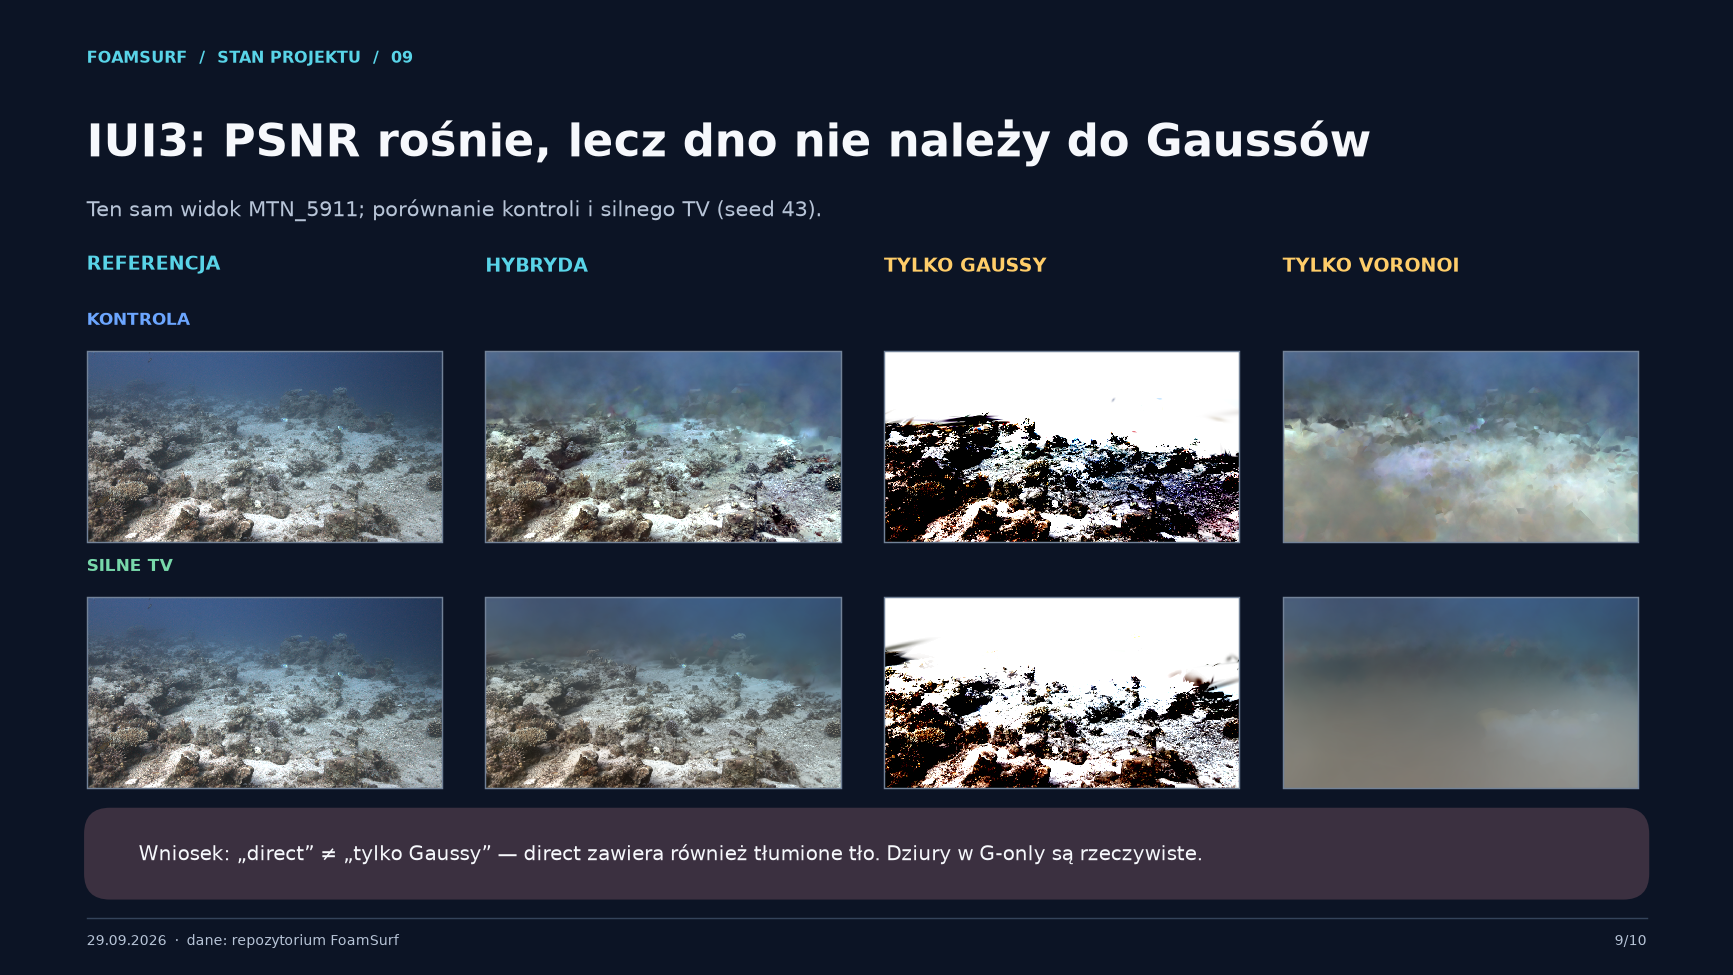 FOAMSURF / STAN PROJEKTU / 09
IUI3: PSNR rośnie, lecz dno nie należy do Gaussów
Ten sam widok MTN_5911; porównanie kontroli i silnego TV (seed 43).
REFERENCJA HYBRYDA TYLKO GAUSSY TYLKO VORONOI
KONTROLA
SILNE TV
Wniosek: „direct” ≠ „tylko Gaussy” — direct zawiera również tłumione tło. Dziury w G-only są rzeczywiste.
29.09.2026 · dane: repozytorium FoamSurf 9/10